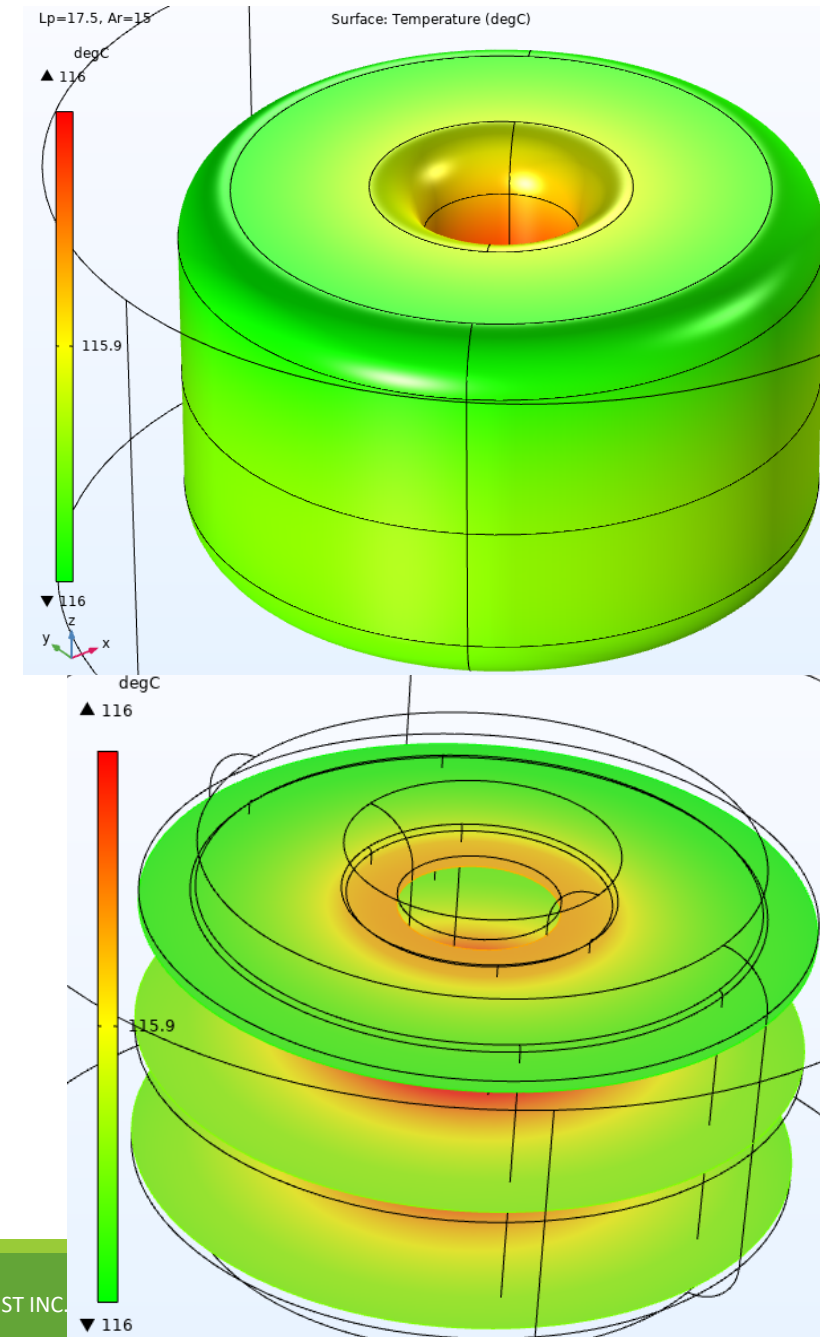 Lp=17.5, Ar=15
Surface: Temperature (degC)
degC
▲ 116
115.9
▼ 116
z
y
x
degC
▲ 116
115.9
▼ 116
ST INC.